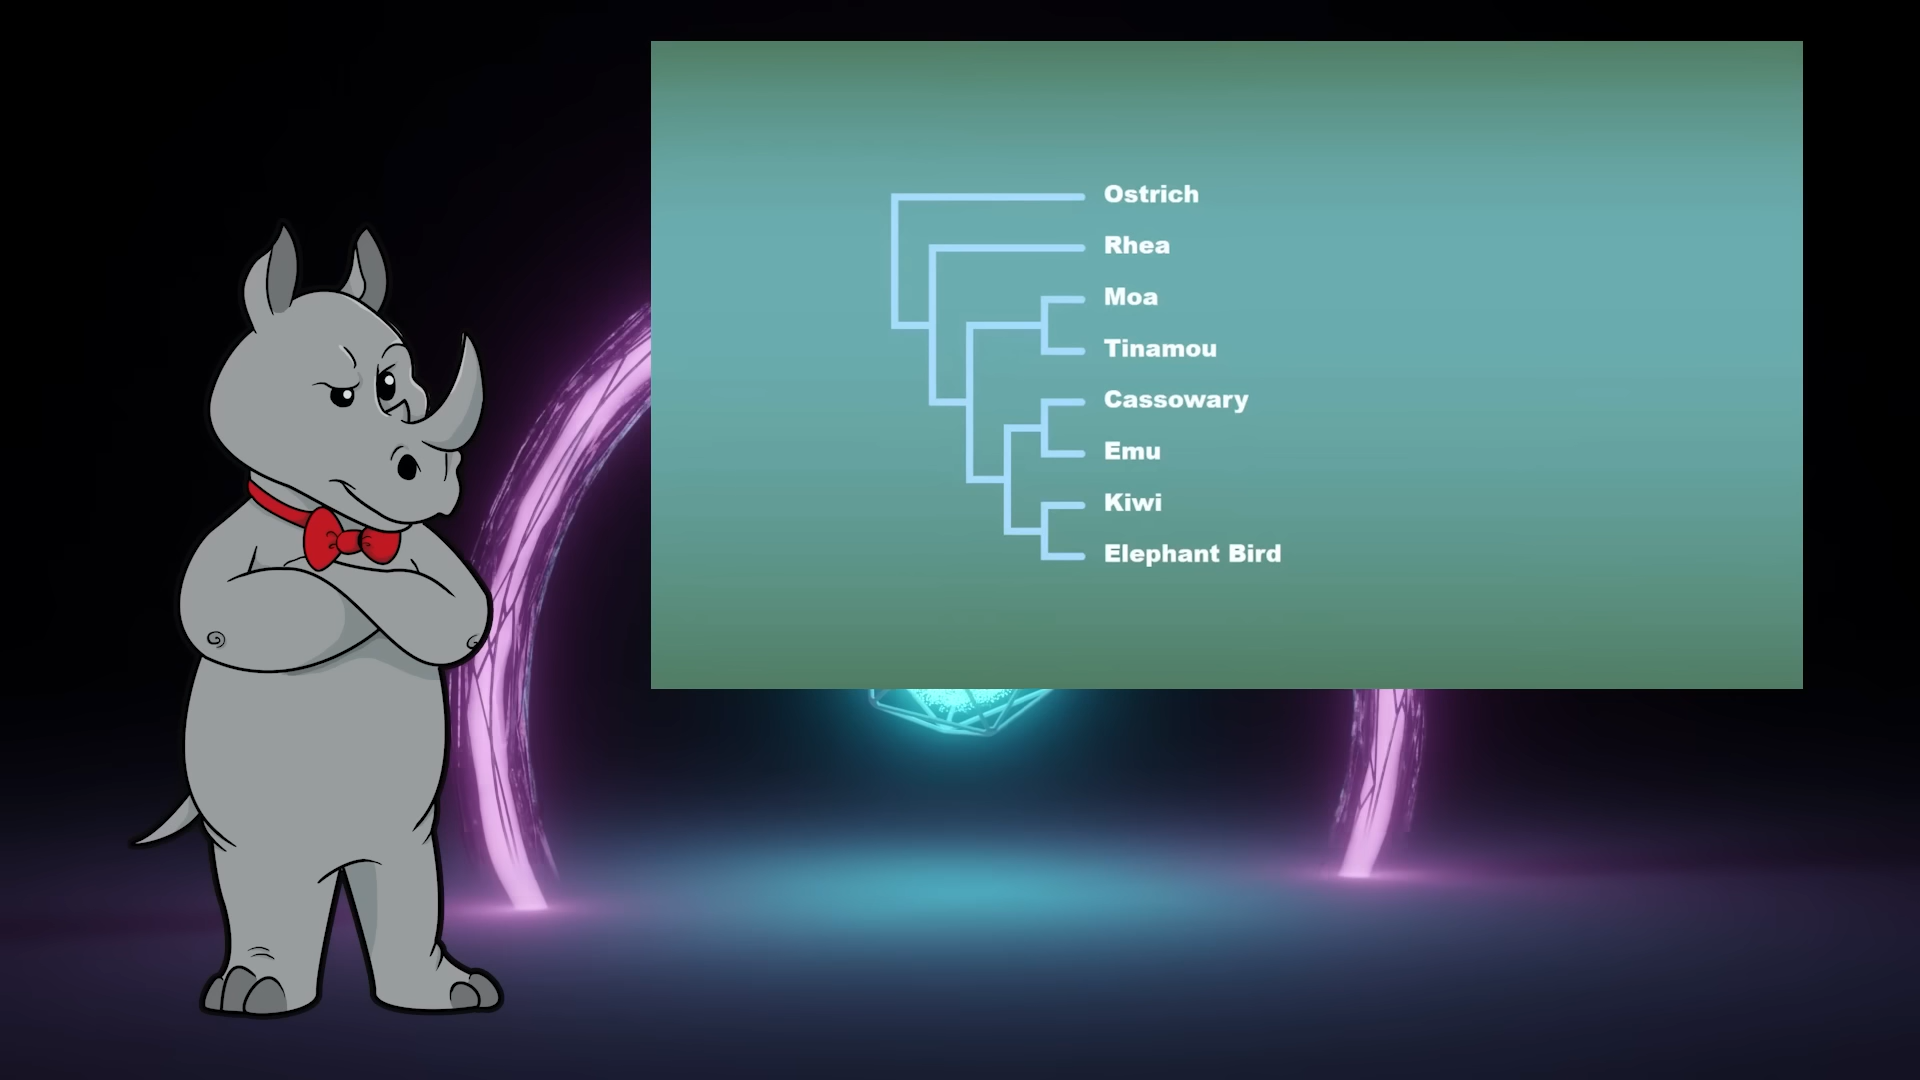 Ostrich
Rhea
Moa
Tinamou
Cassowary
Emu
Kiwi
Elephant Bird